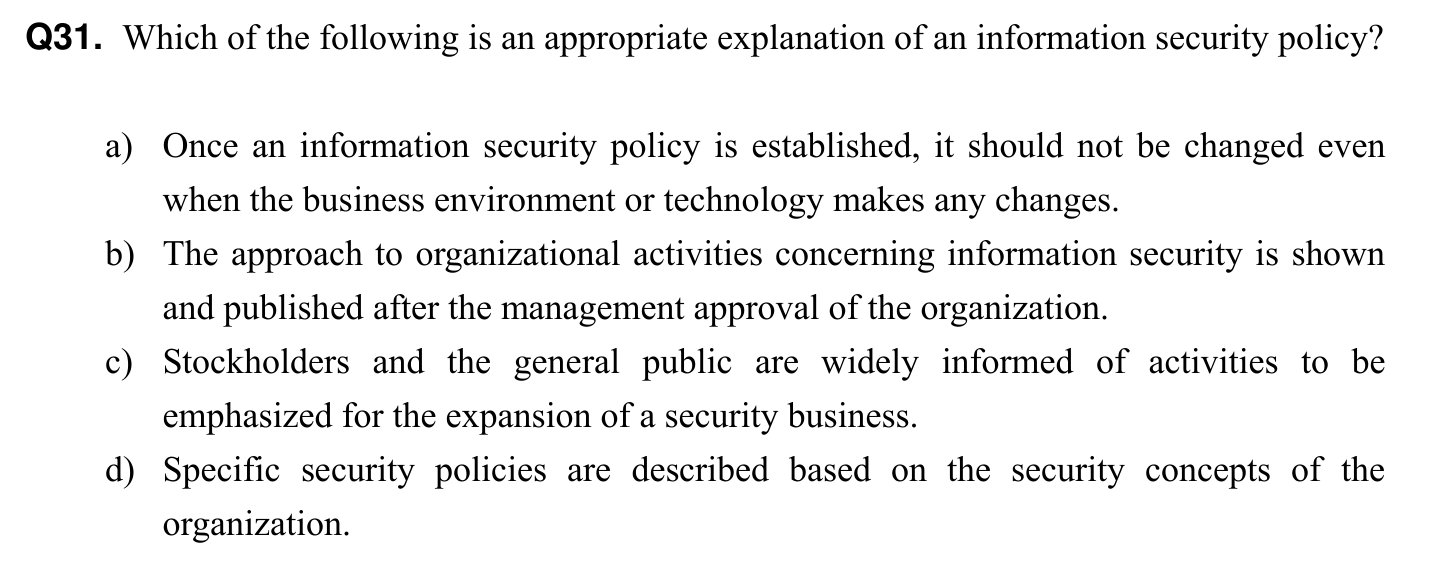 Q31. Which of the following is an appropriate explanation of an information security policy?
a) Once an information security policy is established, it should not be changed even
when the business environment or technology makes any changes.
b) The approach to organizational activities concerning information security is shown
and published after the management approval of the organization.
c) Stockholders and the general public are widely informed of activities to be
emphasized for the expansion of a security business.
d) Specific security policies are described based on the security concepts of the
organization.